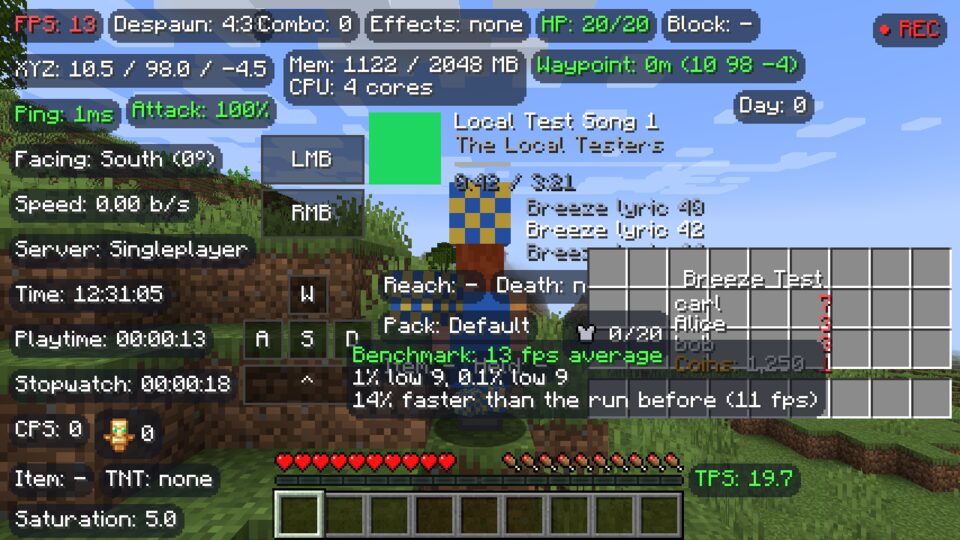 FPS: 13
Despawn: 4:3
Combo: 0
Effects: none
HP: 20/20
Block: -
REC
XYZ: 10.5 / 98.0 / -4.5
Mem: 1122 / 2048 MB
CPU: 4 cores
Waypoint: 0m (10 98 -4)
Ping: 1ms
Attack: 100%
Day: 0
Local Test Song 1
The Local Testers
0:42 / 3:21
Facing: South (0°)
LMB
RMB
Speed: 0.00 b/s
Breeze lyric 40
Breeze lyric 42
Server: Singleplayer
Breeze Test
Time: 12:31:05
W
Reach: -
Death: n
carl 7
Alice 3
bob 3
Coins: 1,250 1
Playtime: 00:00:13
A
S
D
Pack: Default
0/20
Benchmark: 13 fps average
1% low 9, 0.1% low 9
14% faster than the run before (11 fps)
Stopwatch: 00:00:18
^
CPS: 0
0
Item: -
TNT: none
TPS: 19.7
Saturation: 5.0